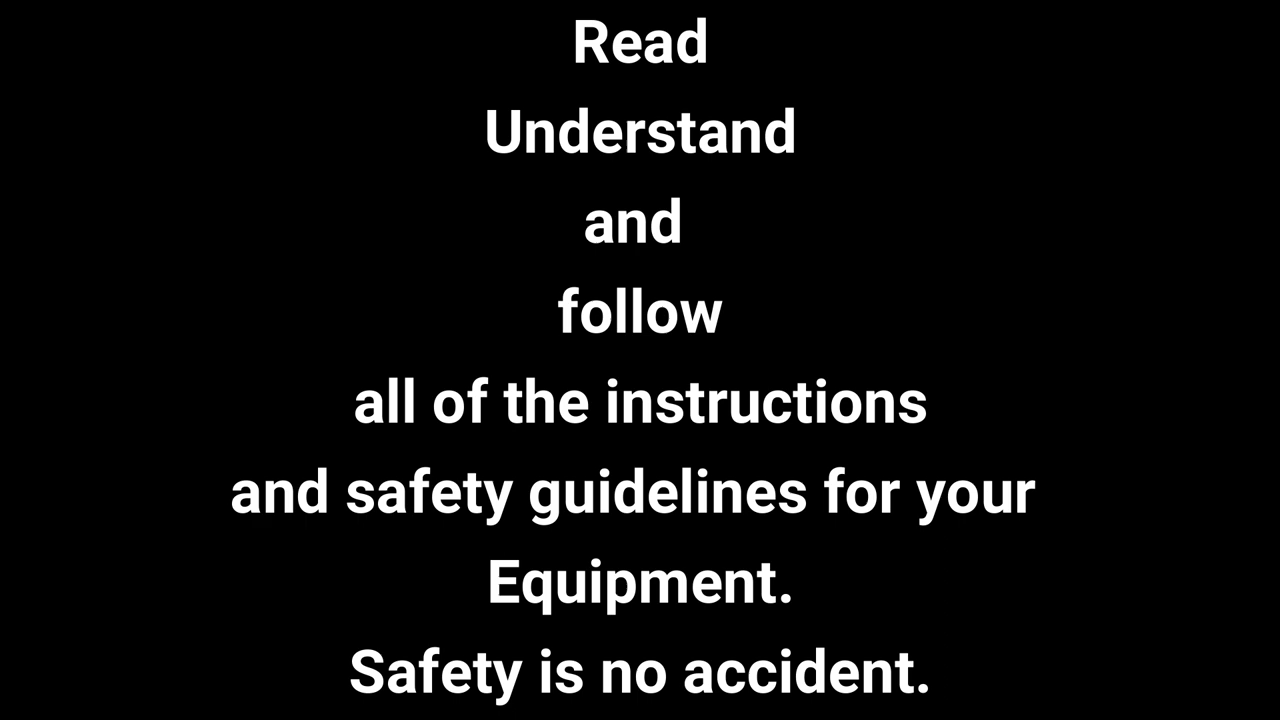 Read
Understand
and
follow
all of the instructions
and safety guidelines for your
Equipment.
Safety is no accident.